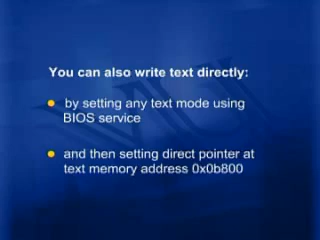 You can also write text directly:
by setting any text mode using
BIOS service
and then setting direct pointer at
text memory address 0x0b800